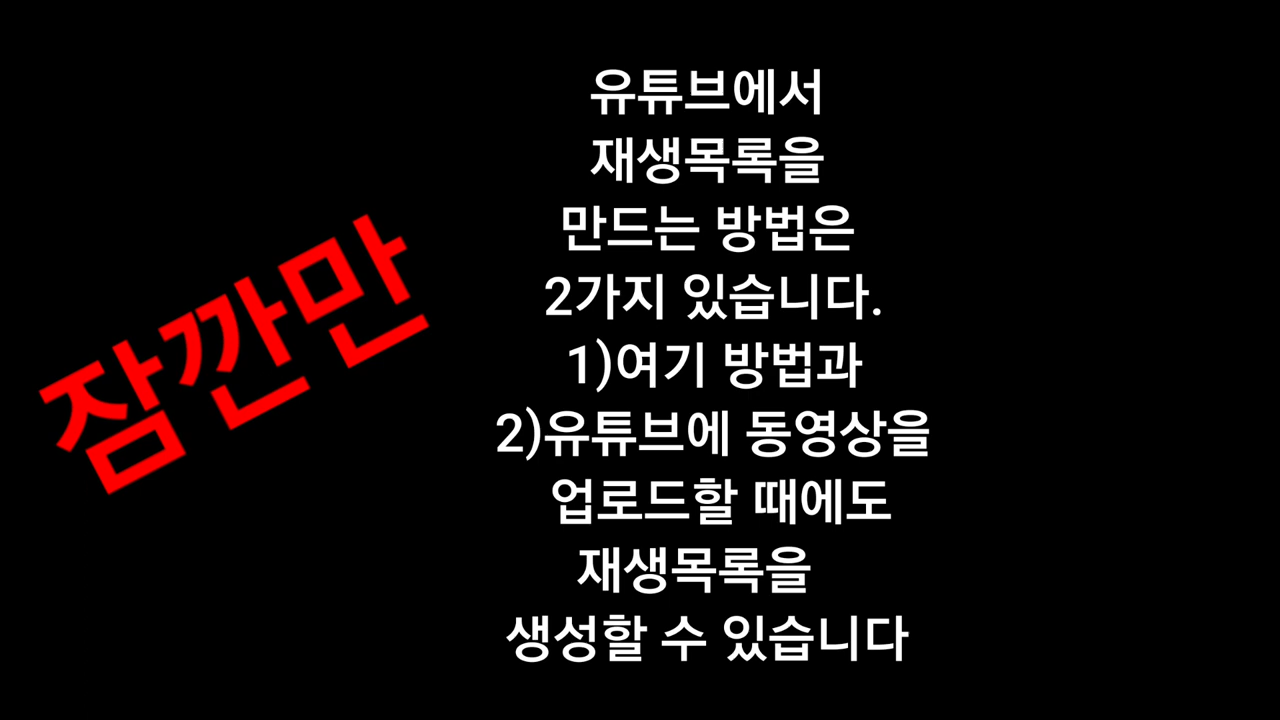 잠깐만
유튜브에서
재생목록을
만드는 방법은
2가지 있습니다.
1)여기 방법과
2)유튜브에 동영상을
업로드할 때에도
재생목록을
생성할 수 있습니다